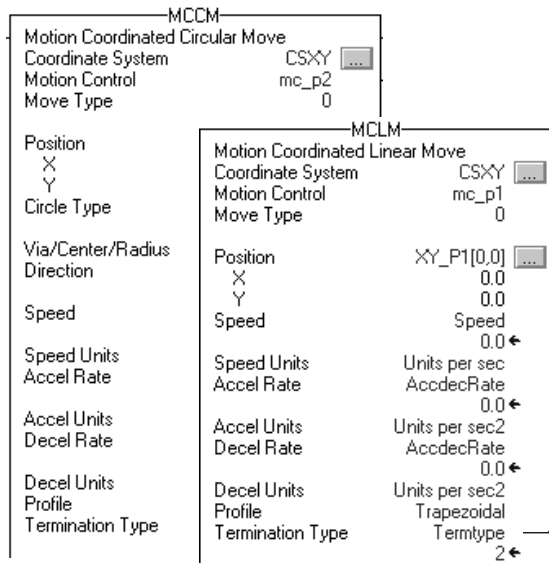 MCCM
Motion Coordinated Circular Move
Coordinate System CSXY ...
Motion Control mc_p2
Move Type 0
Position
X
Y
Circle Type
Via/Center/Radius
Direction
Speed
Speed Units
Accel Rate
Accel Units
Decel Rate
Decel Units
Profile
Termination Type
MCLM
Motion Coordinated Linear Move
Coordinate System CSXY ...
Motion Control mc_p1
Move Type 0
Position XY_P1[0,0] ...
X 0.0
Y 0.0
Speed Speed
0.0
Speed Units Units per sec
Accel Rate AccdecRate
0.0
Accel Units Units per sec2
Decel Rate AccdecRate
0.0
Decel Units Units per sec2
Profile Trapezoidal
Termination Type Termtype
2